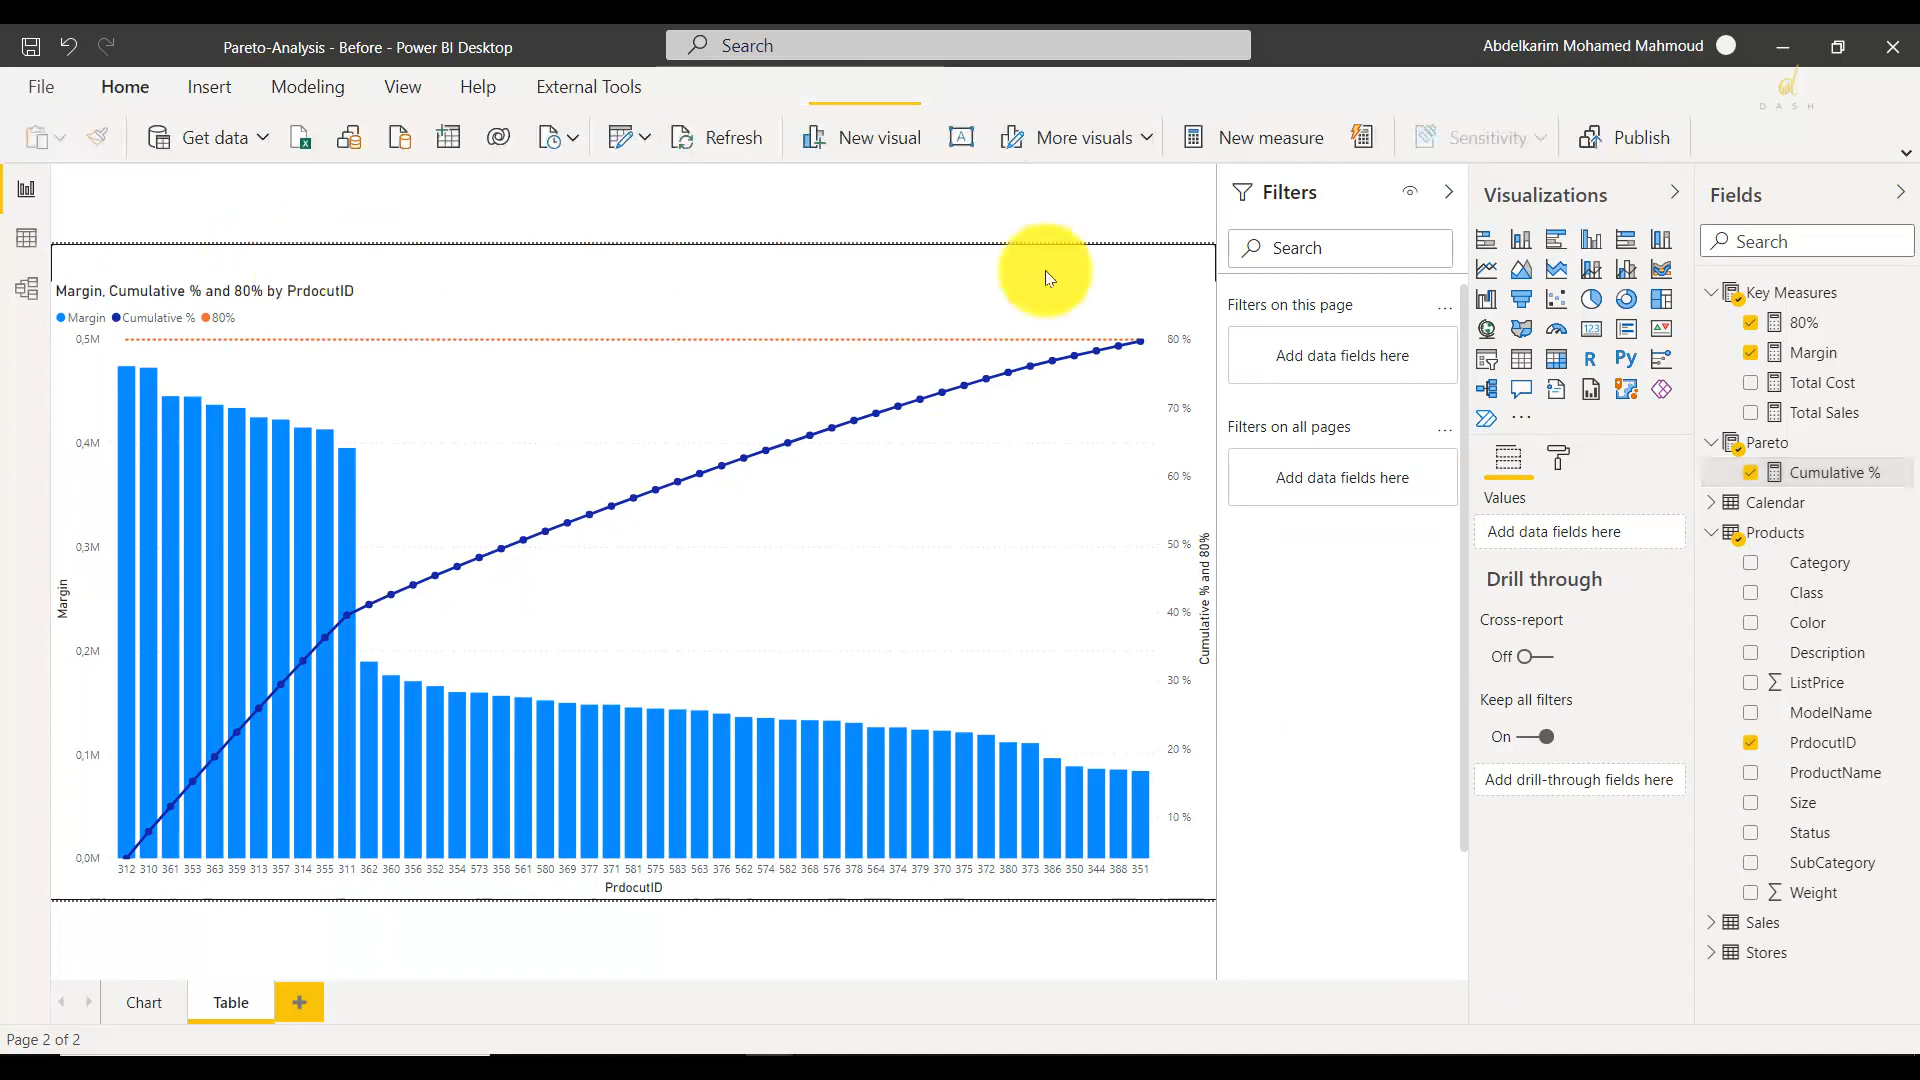 Pareto-Analysis - Before - Power BI Desktop
Search
Abdelkarim Mohamed Mahmoud
File Home Insert Modeling View Help External Tools
DASH
Get data
Refresh
New visual
More visuals
New measure
Sensitivity
Publish
Margin, Cumulative % and 80% by PrdocutID
Margin Cumulative % 80%
0,5M
0,4M
0,3M
0,2M
0,1M
0,0M
Margin
80 %
70 %
60 %
50 %
40 %
30 %
20 %
10 %
Cumulative % and 80%
312 310 361 353 363 359 313 357 314 355 311 362 360 356 352 354 573 358 561 580 369 377 371 581 575 583 563 376 562 574 582 368 576 378 564 374 379 370 375 372 380 373 386 350 344 388 351
PrdocutID
Filters
Search
Filters on this page
...
Add data fields here
Filters on all pages
...
Add data fields here
Visualizations
123
R
Py
...
Values
Add data fields here
Drill through
Cross-report
Off
Keep all filters
On
Add drill-through fields here
Fields
Search
Key Measures
80%
Margin
Total Cost
Total Sales
Pareto
Cumulative %
Calendar
Products
Category
Class
Color
Description
ListPrice
ModelName
PrdocutID
ProductName
Size
Status
SubCategory
Weight
Sales
Stores
Chart
Table
Page 2 of 2